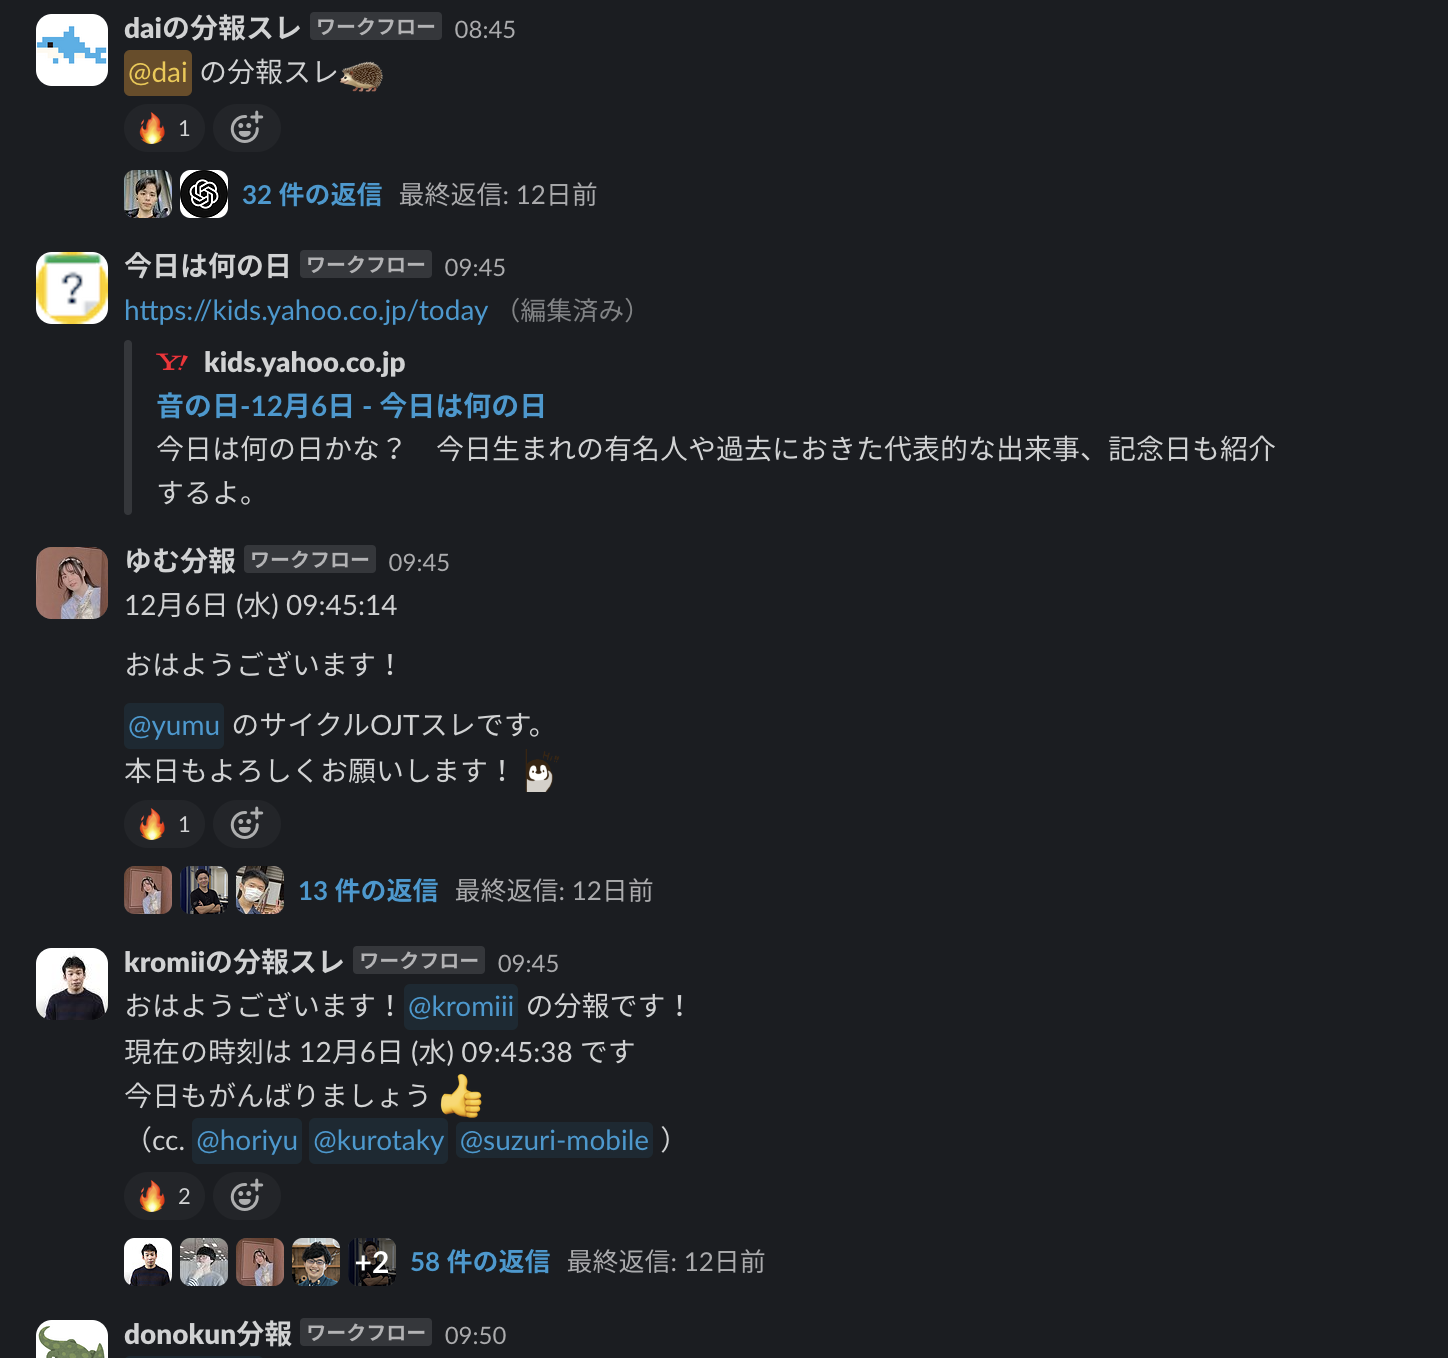 daiの分報スレ ワークフロー 08:45
@dai の分報スレ
1
32 件の返信 最終返信: 12日前
?
今日は何の日 ワークフロー 09:45
https://kids.yahoo.co.jp/today （編集済み）
Y! kids.yahoo.co.jp
音の日-12月6日 - 今日は何の日
今日は何の日かな？　今日生まれの有名人や過去におきた代表的な出来事、記念日も紹介
するよ。
ゆむ分報 ワークフロー 09:45
12月6日 (水) 09:45:14
おはようございます！
@yumu のサイクルOJTスレです。
本日もよろしくお願いします！
1
13 件の返信 最終返信: 12日前
kromiiの分報スレ ワークフロー 09:45
おはようございます！@kromiii の分報です！
現在の時刻は 12月6日 (水) 09:45:38 です
今日もがんばりましょう
（cc. @horiyu @kurotaky @suzuri-mobile ）
2
+2 58 件の返信 最終返信: 12日前
donokun分報 ワークフロー 09:50